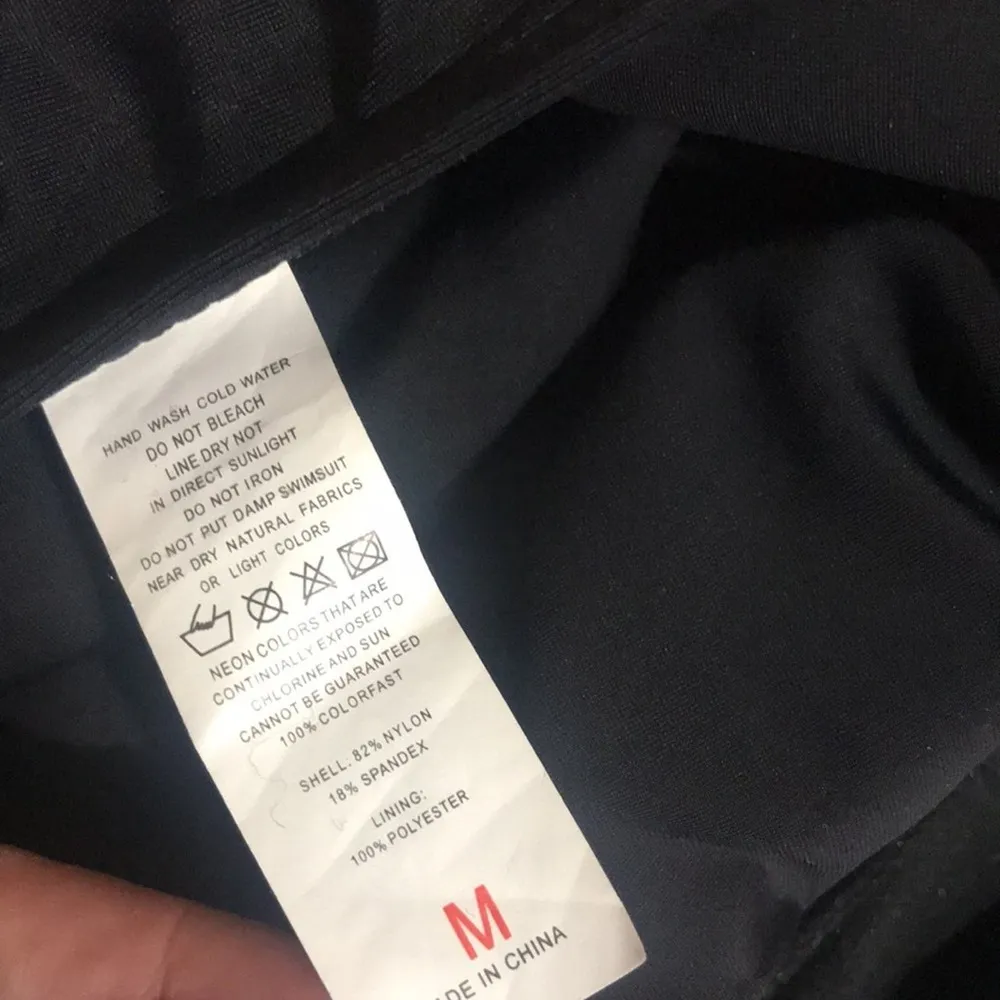 HAND WASH COLD WATER
DO NOT BLEACH
LINE DRY NOT
IN DIRECT SUNLIGHT
DO NOT IRON
DO NOT PUT DAMP SWIMSUIT
NEAR DRY NATURAL FABRICS
OR LIGHT COLORS
NEON COLORS THAT ARE
CONTINUALLY EXPOSED TO
CHLORINE AND SUN
CANNOT BE GUARANTEED
100% COLORFAST
SHELL: 82% NYLON
18% SPANDEX
LINING:
100% POLYESTER
M
DE IN CHINA